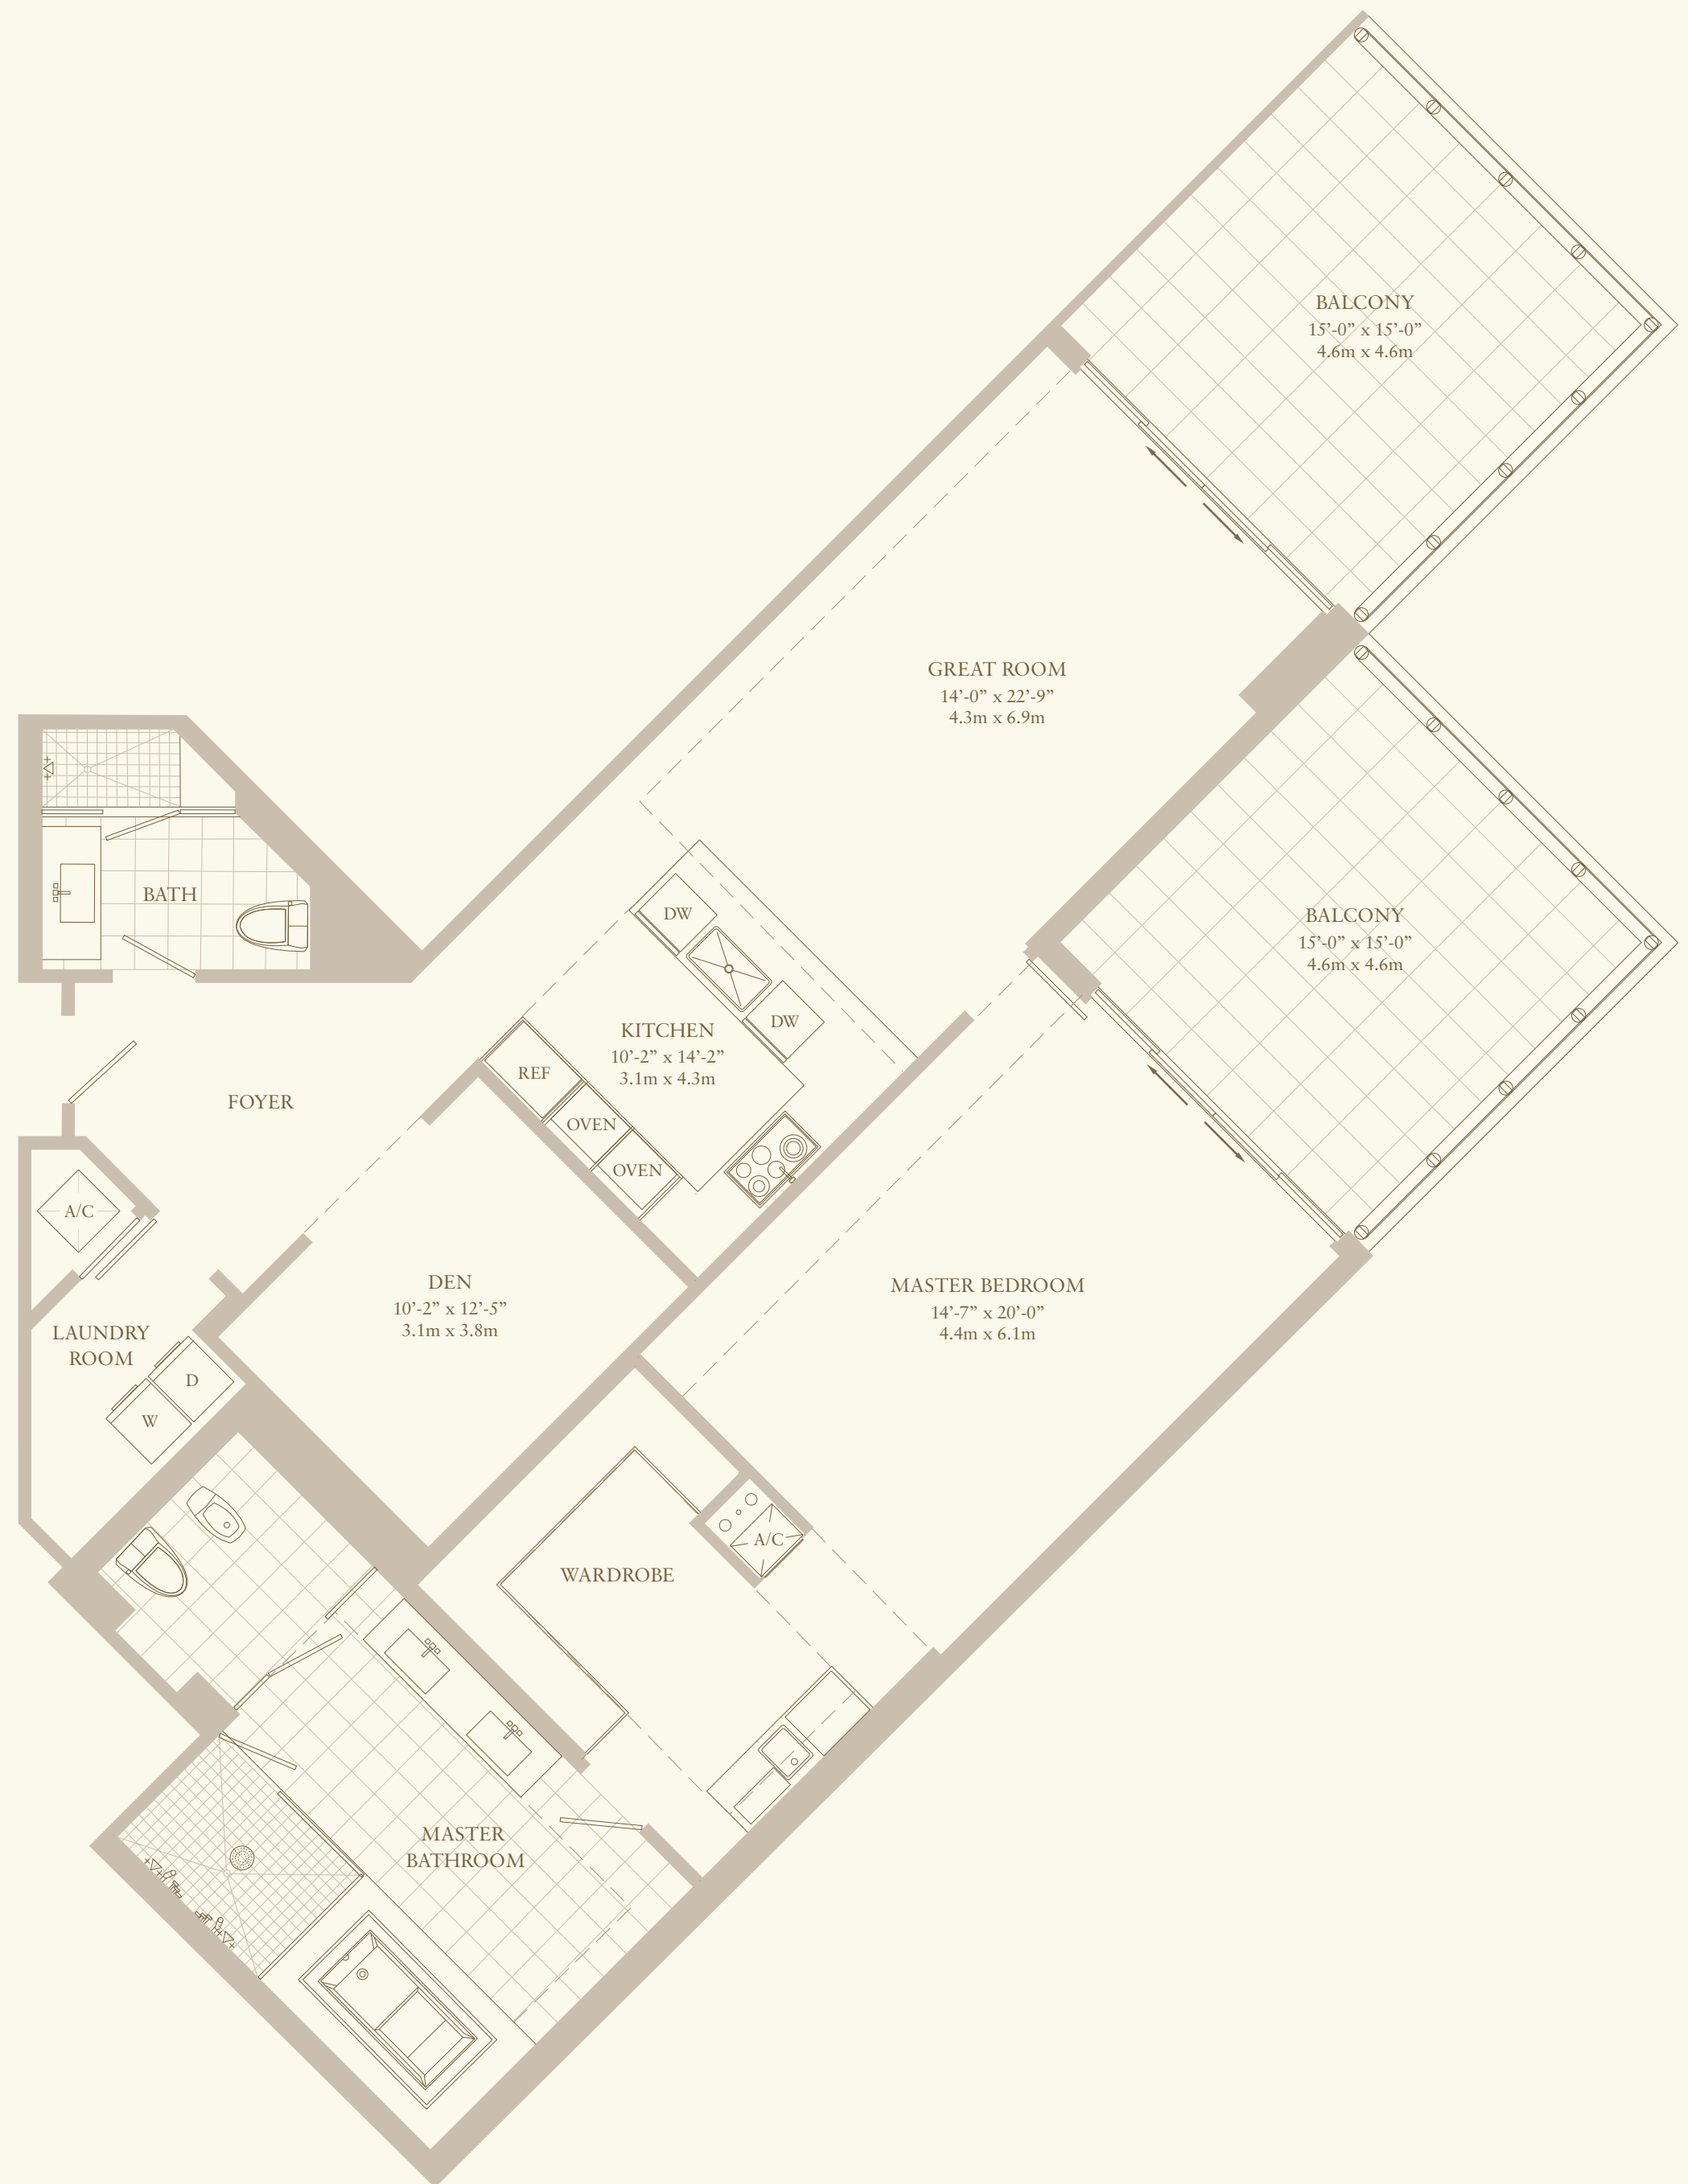 BALCONY
15’-0” x 15’-0”
4.6m x 4.6m
GREAT ROOM
14’-0” x 22’-9”
4.3m x 6.9m
BATH
DW
BALCONY
15’-0” x 15’-0”
4.6m x 4.6m
DW
KITCHEN
10’-2” x 14’-2”
3.1m x 4.3m
REF
OVEN
OVEN
FOYER
A/C
DEN
10’-2” x 12’-5”
3.1m x 3.8m
MASTER BEDROOM
14’-7” x 20’-0”
4.4m x 6.1m
LAUNDRY
ROOM
D
W
A/C
WARDROBE
MASTER
BATHROOM